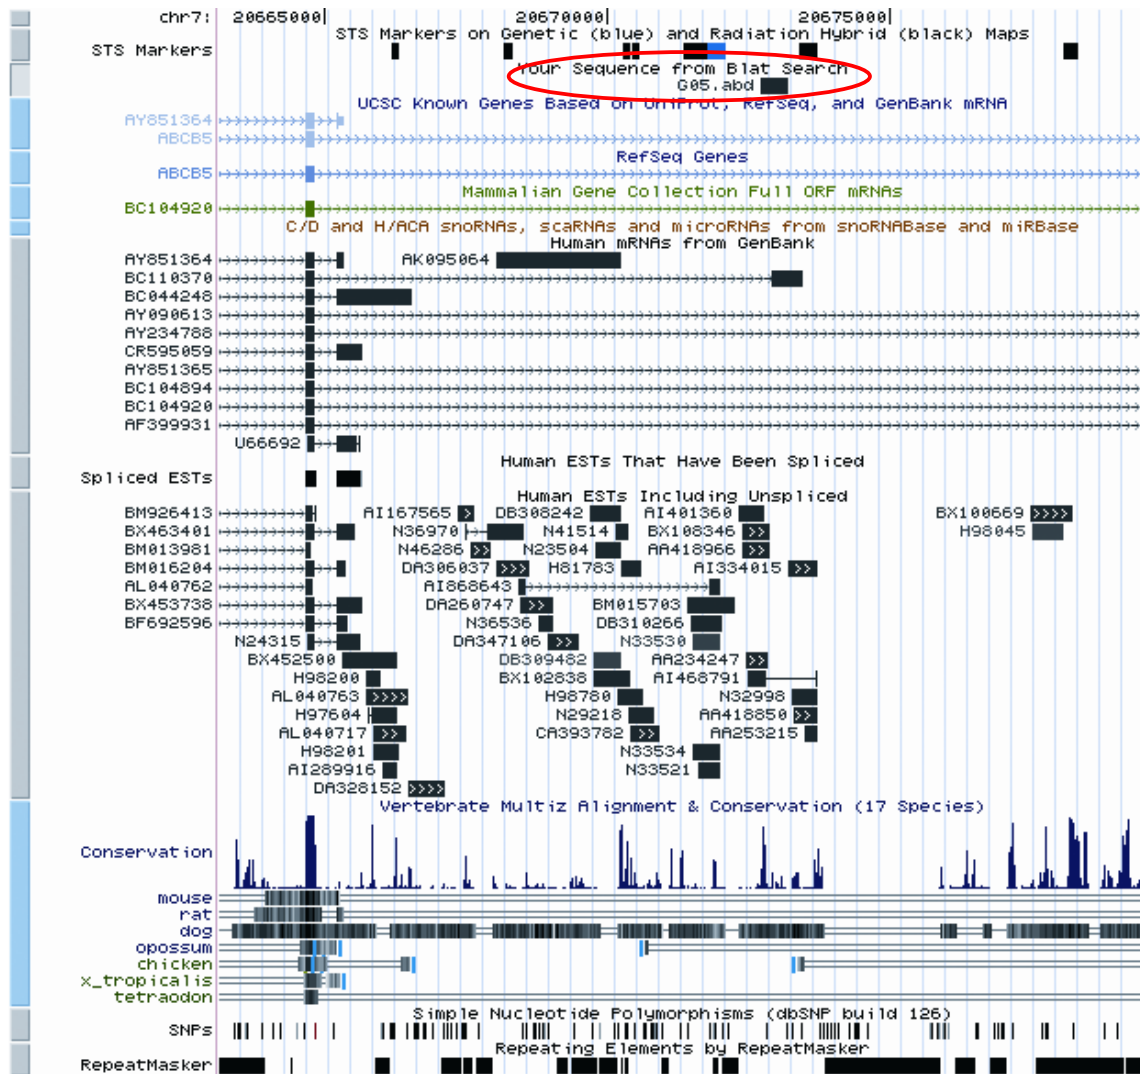 chr7: 20665000| 20670000| 20675000|
STS Markers on Genetic (blue) and Radiation Hybrid (black) Maps
STS Markers
Your Sequence from Blat Search
G05.abd
UCSC Known Genes Based on UniProt, RefSeq, and GenBank mRNA
AY851364
ABCB5
RefSeq Genes
ABCB5
Mammalian Gene Collection Full ORF mRNAs
BC104920
C/D and H/ACA snoRNAs, scaRNAs and microRNAs from snoRNABase and miRBase
Human mRNAs from GenBank
AY851364 AK095064
BC110370
BC044248
AY090613
AY234788
CR595059
AY851365
BC104894
BC104920
AF399931
U66692
Human ESTs That Have Been Spliced
Spliced ESTs
Human ESTs Including Unspliced
BM926413 AI167565 DB308242 AI401360 BX100669
BX463401 N36970 N41514 BX108346 H98045
BM013981 N46286 N23504 AA418966
BM016204 DA306037 H81783 AI334015
AL040762 AI868643
BX453738 DA260747 BM015703
BF692596 N36536 DB310266
N24315 DA347106 N33530
BX452500 DB309482 AA234247
H98200 BX102838 AI468791
AL040763 H98780 N32998
H97604 N29218 AA418850
AL040717 CA393782 AA253215
H98201 N33534
AI289916 N33521
DA328152
Vertebrate Multiz Alignment & Conservation (17 Species)
Conservation
mouse
rat
dog
opossum
chicken
x_tropicalis
tetraodon
Simple Nucleotide Polymorphisms (dbSNP build 126)
SNPs
Repeating Elements by RepeatMasker
RepeatMasker